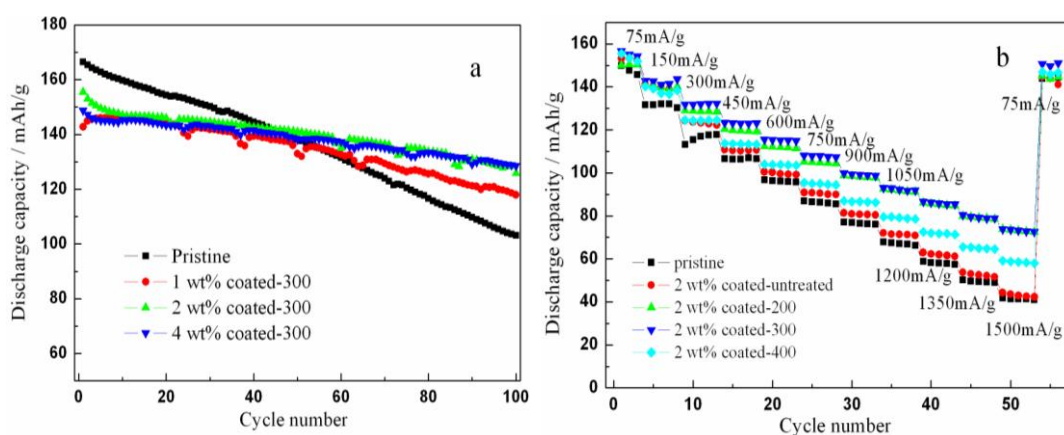 a
Discharge capacity / mAh/g
180
160
140
120
100
80
60
Pristine
1 wt% coated-300
2 wt% coated-300
4 wt% coated-300
0 20 40 60 80 100
Cycle number
b
Discharge capacity / mAh/g
160
140
120
100
80
60
40
20
0
75mA/g
150mA/g
300mA/g
450mA/g
600mA/g
750mA/g
900mA/g
1050mA/g
1200mA/g
1350mA/g
1500mA/g
75mA/g
pristine
2 wt% coated-untreated
2 wt% coated-200
2 wt% coated-300
2 wt% coated-400
0 10 20 30 40 50
Cycle number